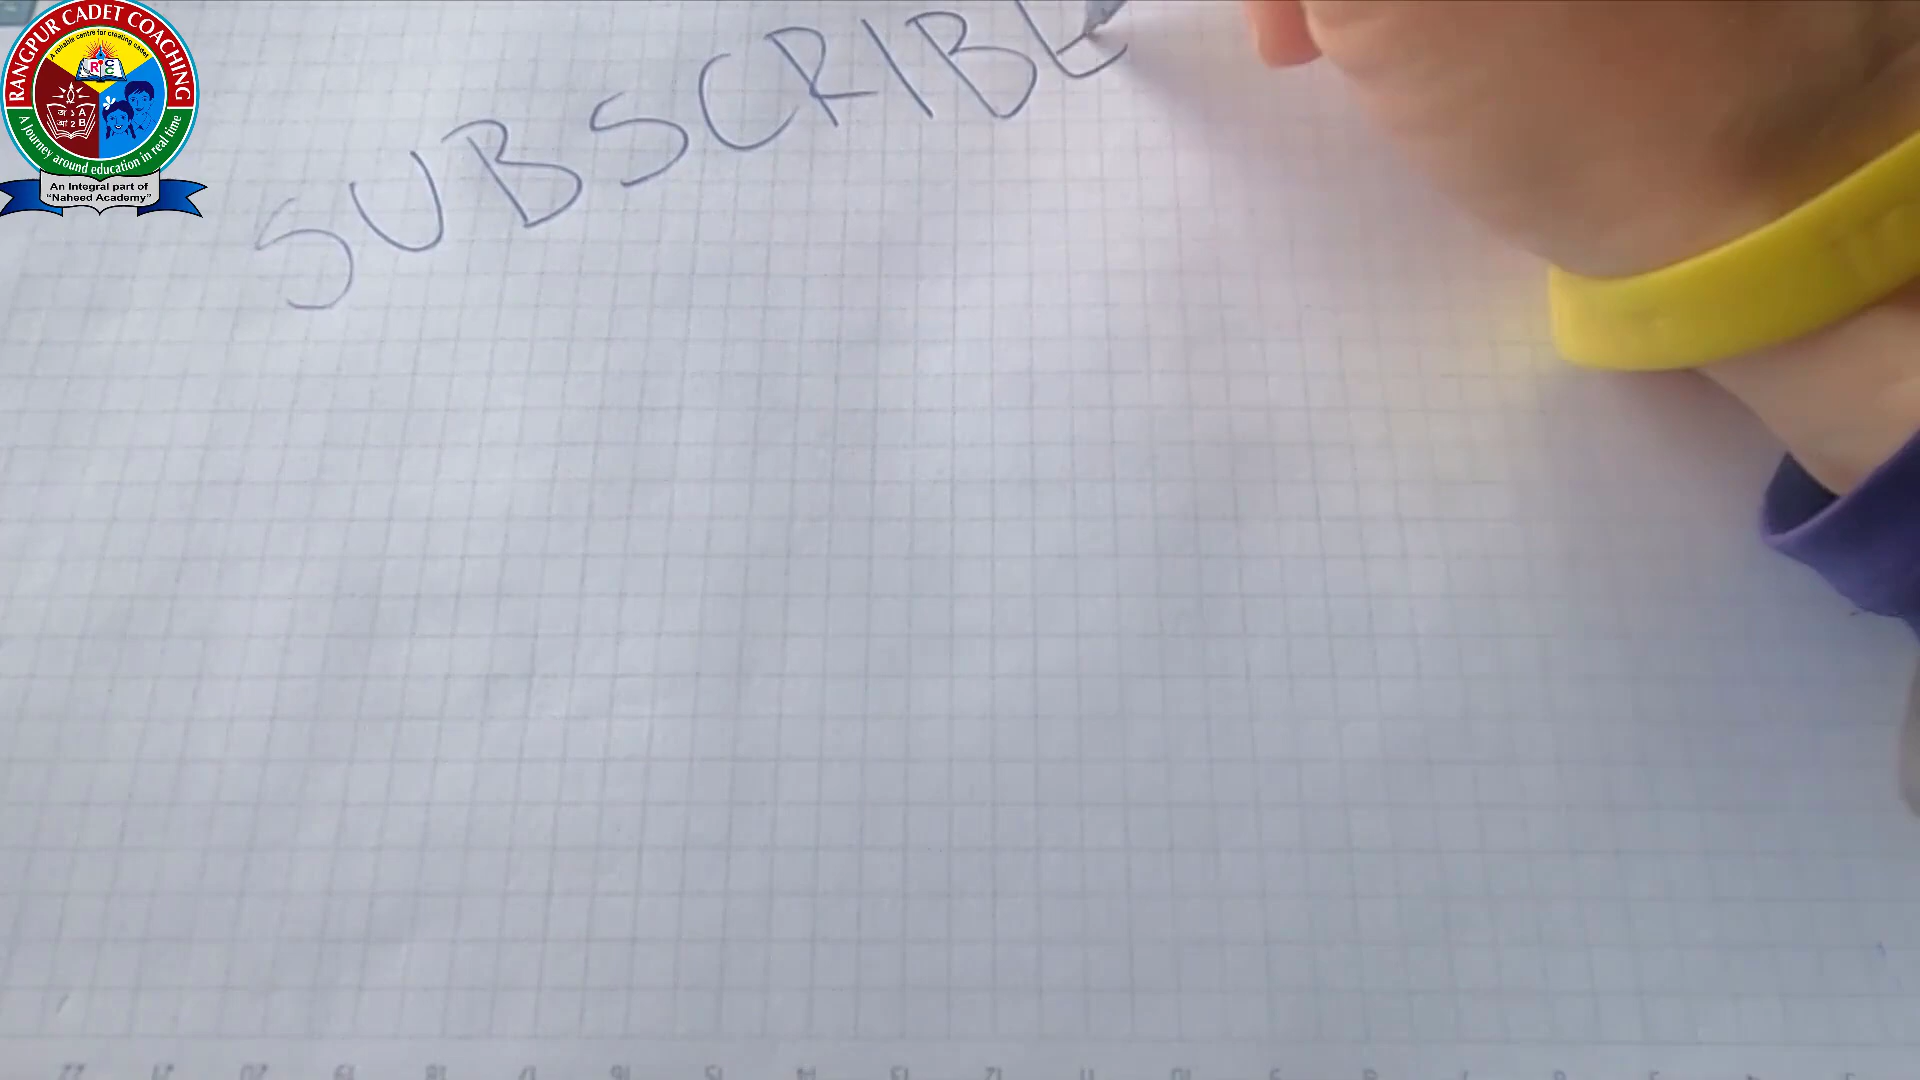 RANGPUR CADET COACHING
A reliable centre for creating cadet
RCC
A B
A Journey around education in real time
An Integral part of
"Naheed Academy"
SUBSCRIBE